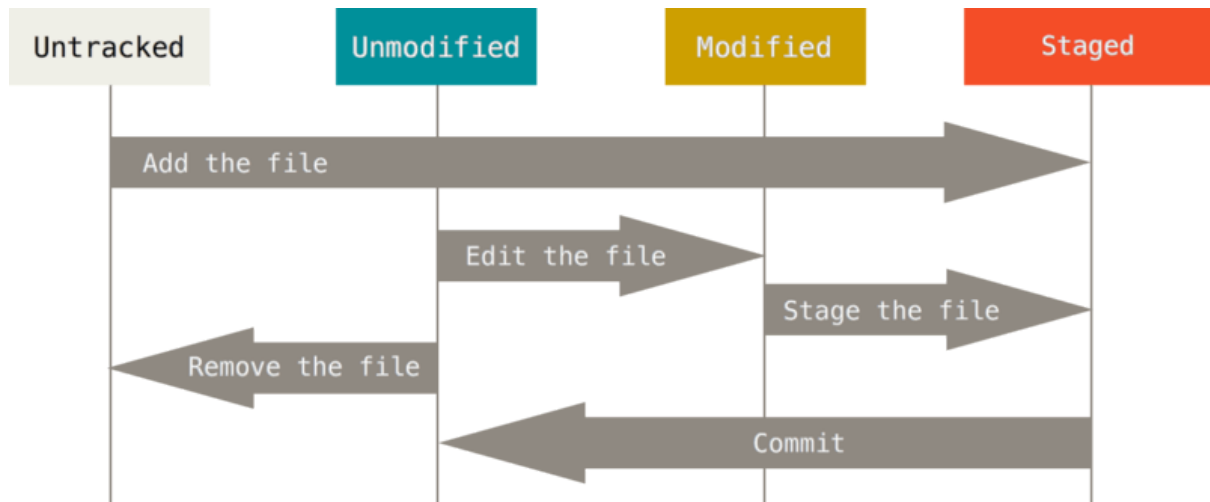 Untracked
Unmodified
Modified
Staged
Add the file
Edit the file
Stage the file
Remove the file
Commit